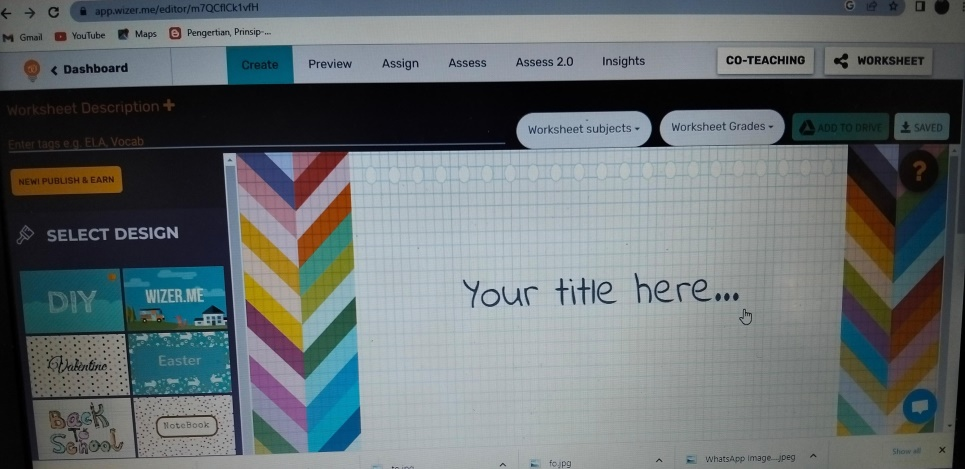 app.wizer.me/editor/m7QCflCk1vfH
Gmail YouTube Maps Pengertian, Prinsip-...
Dashboard Create Preview Assign Assess Assess 2.0 Insights CO-TEACHING WORKSHEET
Worksheet Description +
Enter tags e.g. ELA, Vocab
Worksheet subjects Worksheet Grades ADD TO DRIVE SAVED
NEW! PUBLISH & EARN
?
SELECT DESIGN
DIY WIZER.ME
Your title here...
Valentine Easter
Back To School NoteBook
fo.jpg WhatsApp Image....jpeg Show all